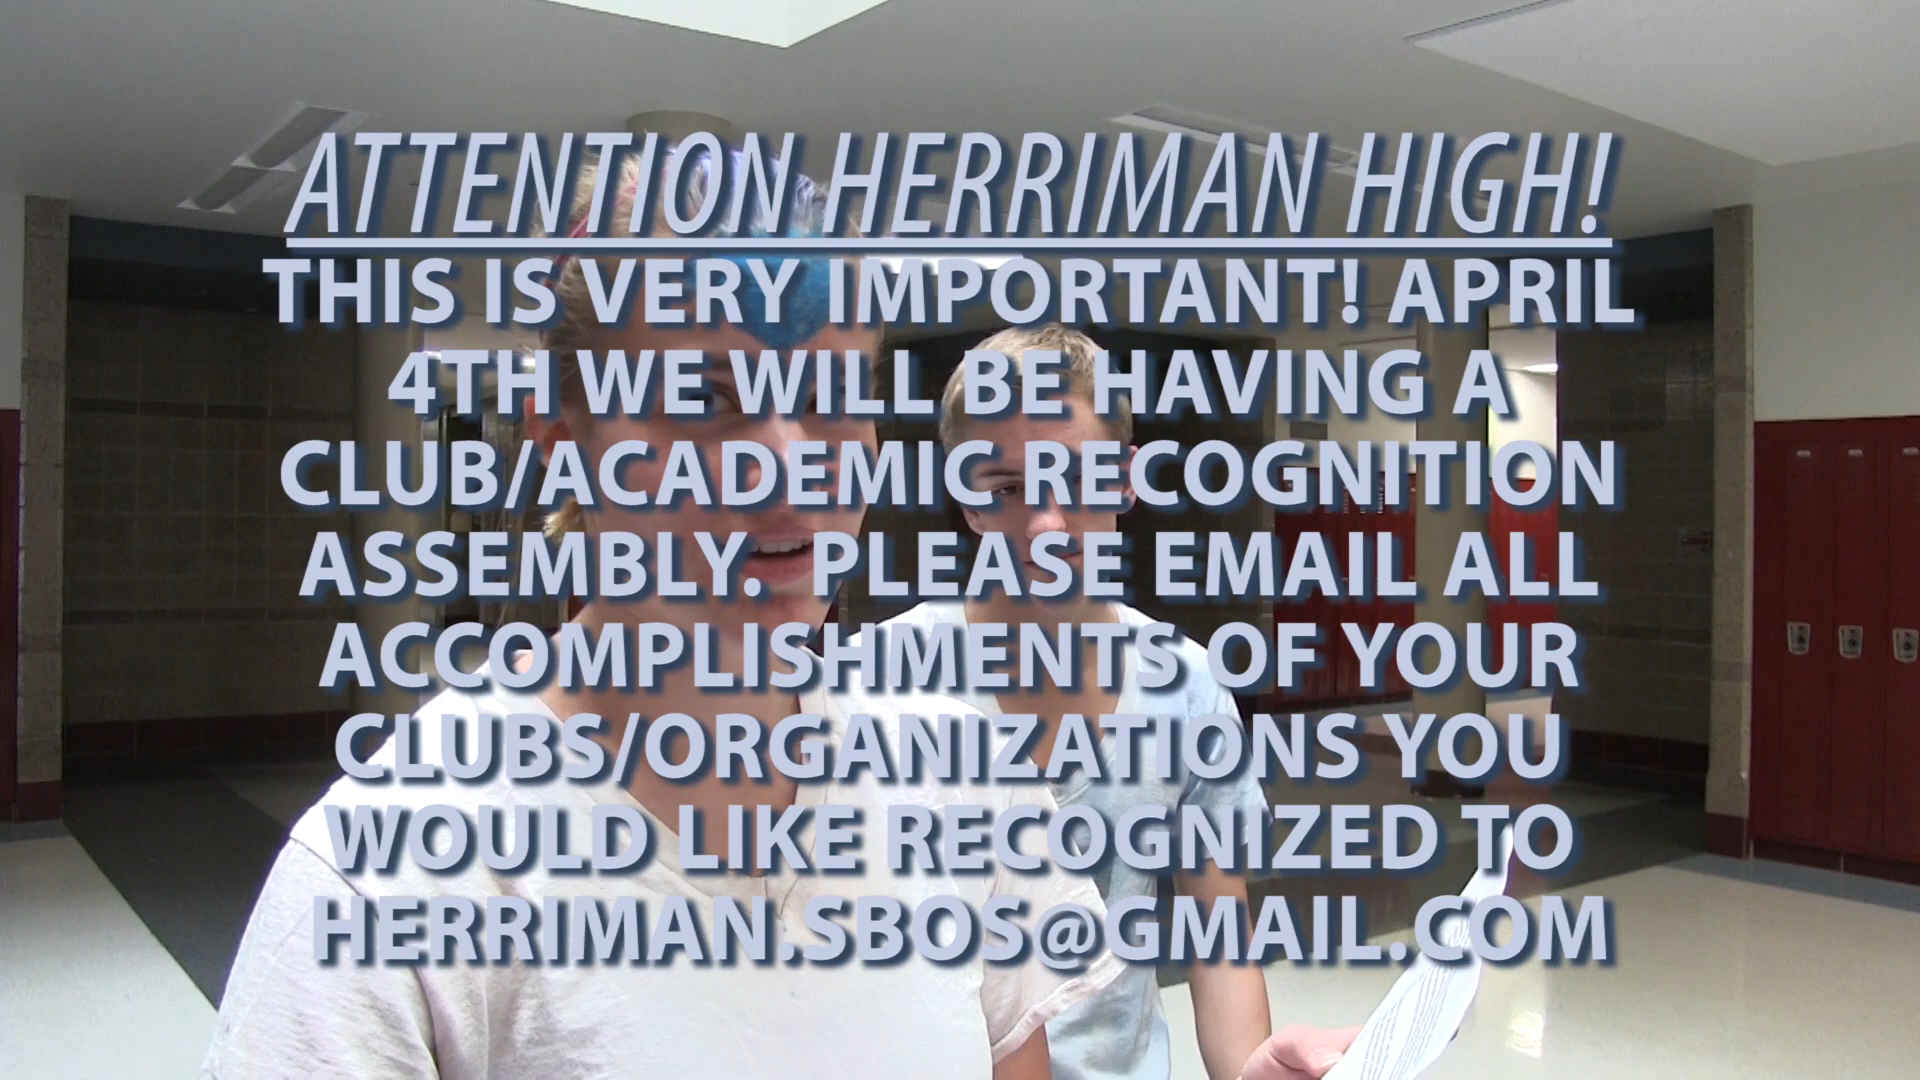 ATTENTION HERRIMAN HIGH!
THIS IS VERY IMPORTANT! APRIL
4TH WE WILL BE HAVING A
CLUB/ACADEMIC RECOGNITION
ASSEMBLY.  PLEASE EMAIL ALL
ACCOMPLISHMENTS OF YOUR
CLUBS/ORGANIZATIONS YOU
WOULD LIKE RECOGNIZED TO
HERRIMAN.SBOS@GMAIL.COM